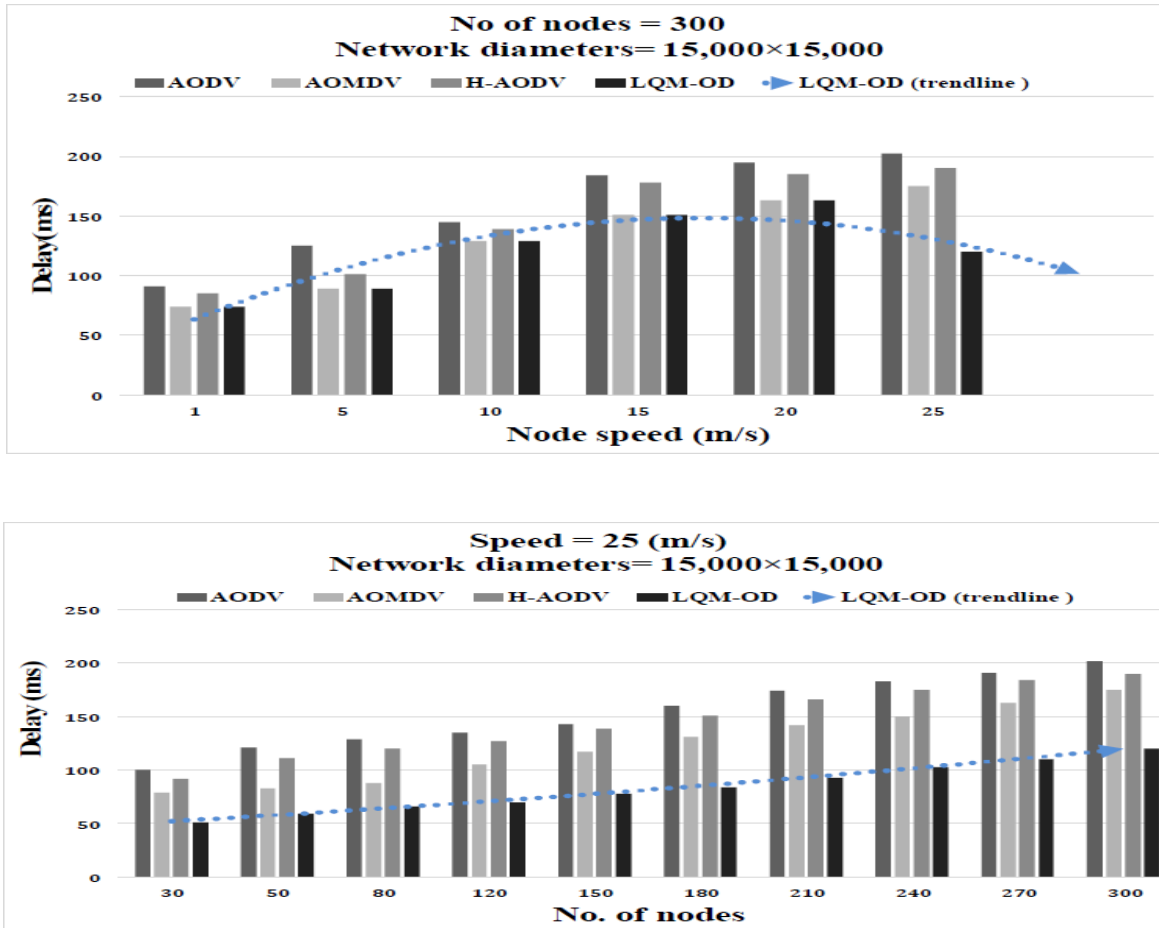 No of nodes = 300
Network diameters= 15,000×15,000
AODV AOMDV H-AODV LQM-OD LQM-OD (trendline )
250
200
150
100
50
0
Delay(ms)
1 5 10 15 20 25
Node speed (m/s)
Speed = 25 (m/s)
Network diameters= 15,000×15,000
AODV AOMDV H-AODV LQM-OD LQM-OD (trendline )
250
200
150
100
50
0
Delay (ms)
30 50 80 120 150 180 210 240 270 300
No. of nodes